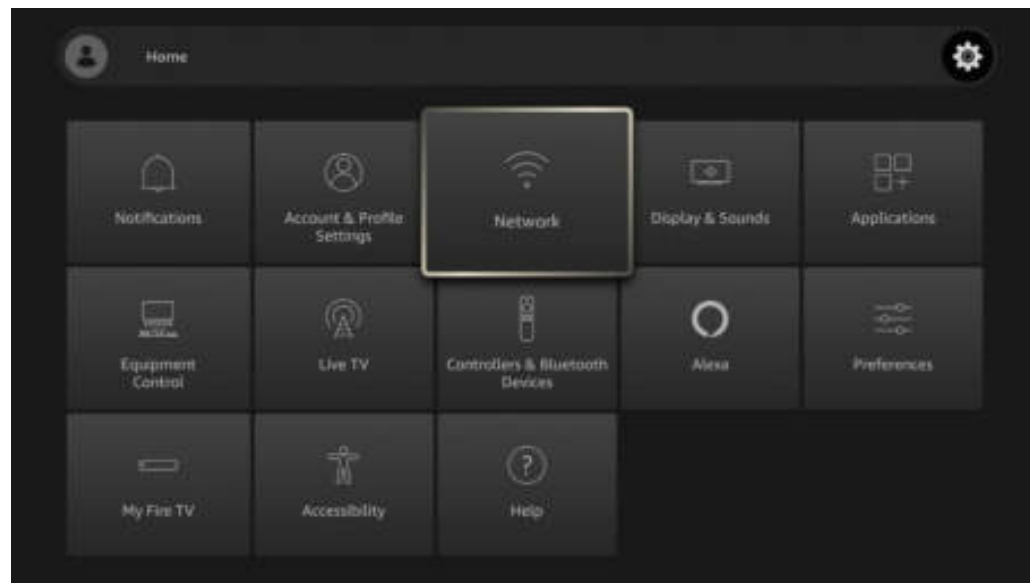 Home
Notifications
Account & Profile
Settings
Network
Display & Sounds
Applications
Equipment
Control
Live TV
Controllers & Bluetooth
Devices
Alexa
Preferences
My Fire TV
Accessibility
Help